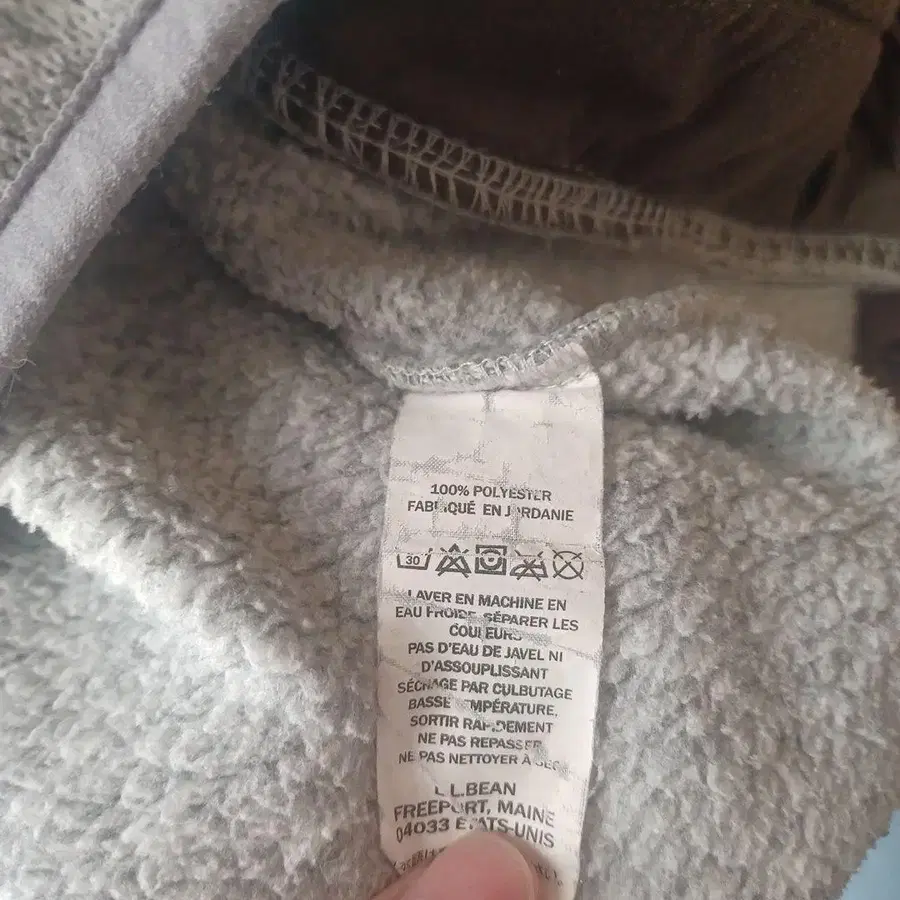 100% POLYESTER
FABRIQUÉ EN JORDANIE
30
LAVER EN MACHINE EN
EAU FROIDE. SÉPARER LES
COULEURS
PAS D'EAU DE JAVEL NI
D'ASSOUPLISSANT
SÉCHAGE PAR CULBUTAGE
BASSE TEMPÉRATURE,
SORTIR RAPIDEMENT
NE PAS REPASSER
NE PAS NETTOYER À SEC
L.L.BEAN
FREEPORT, MAINE
04033 ÉTATS-UNIS